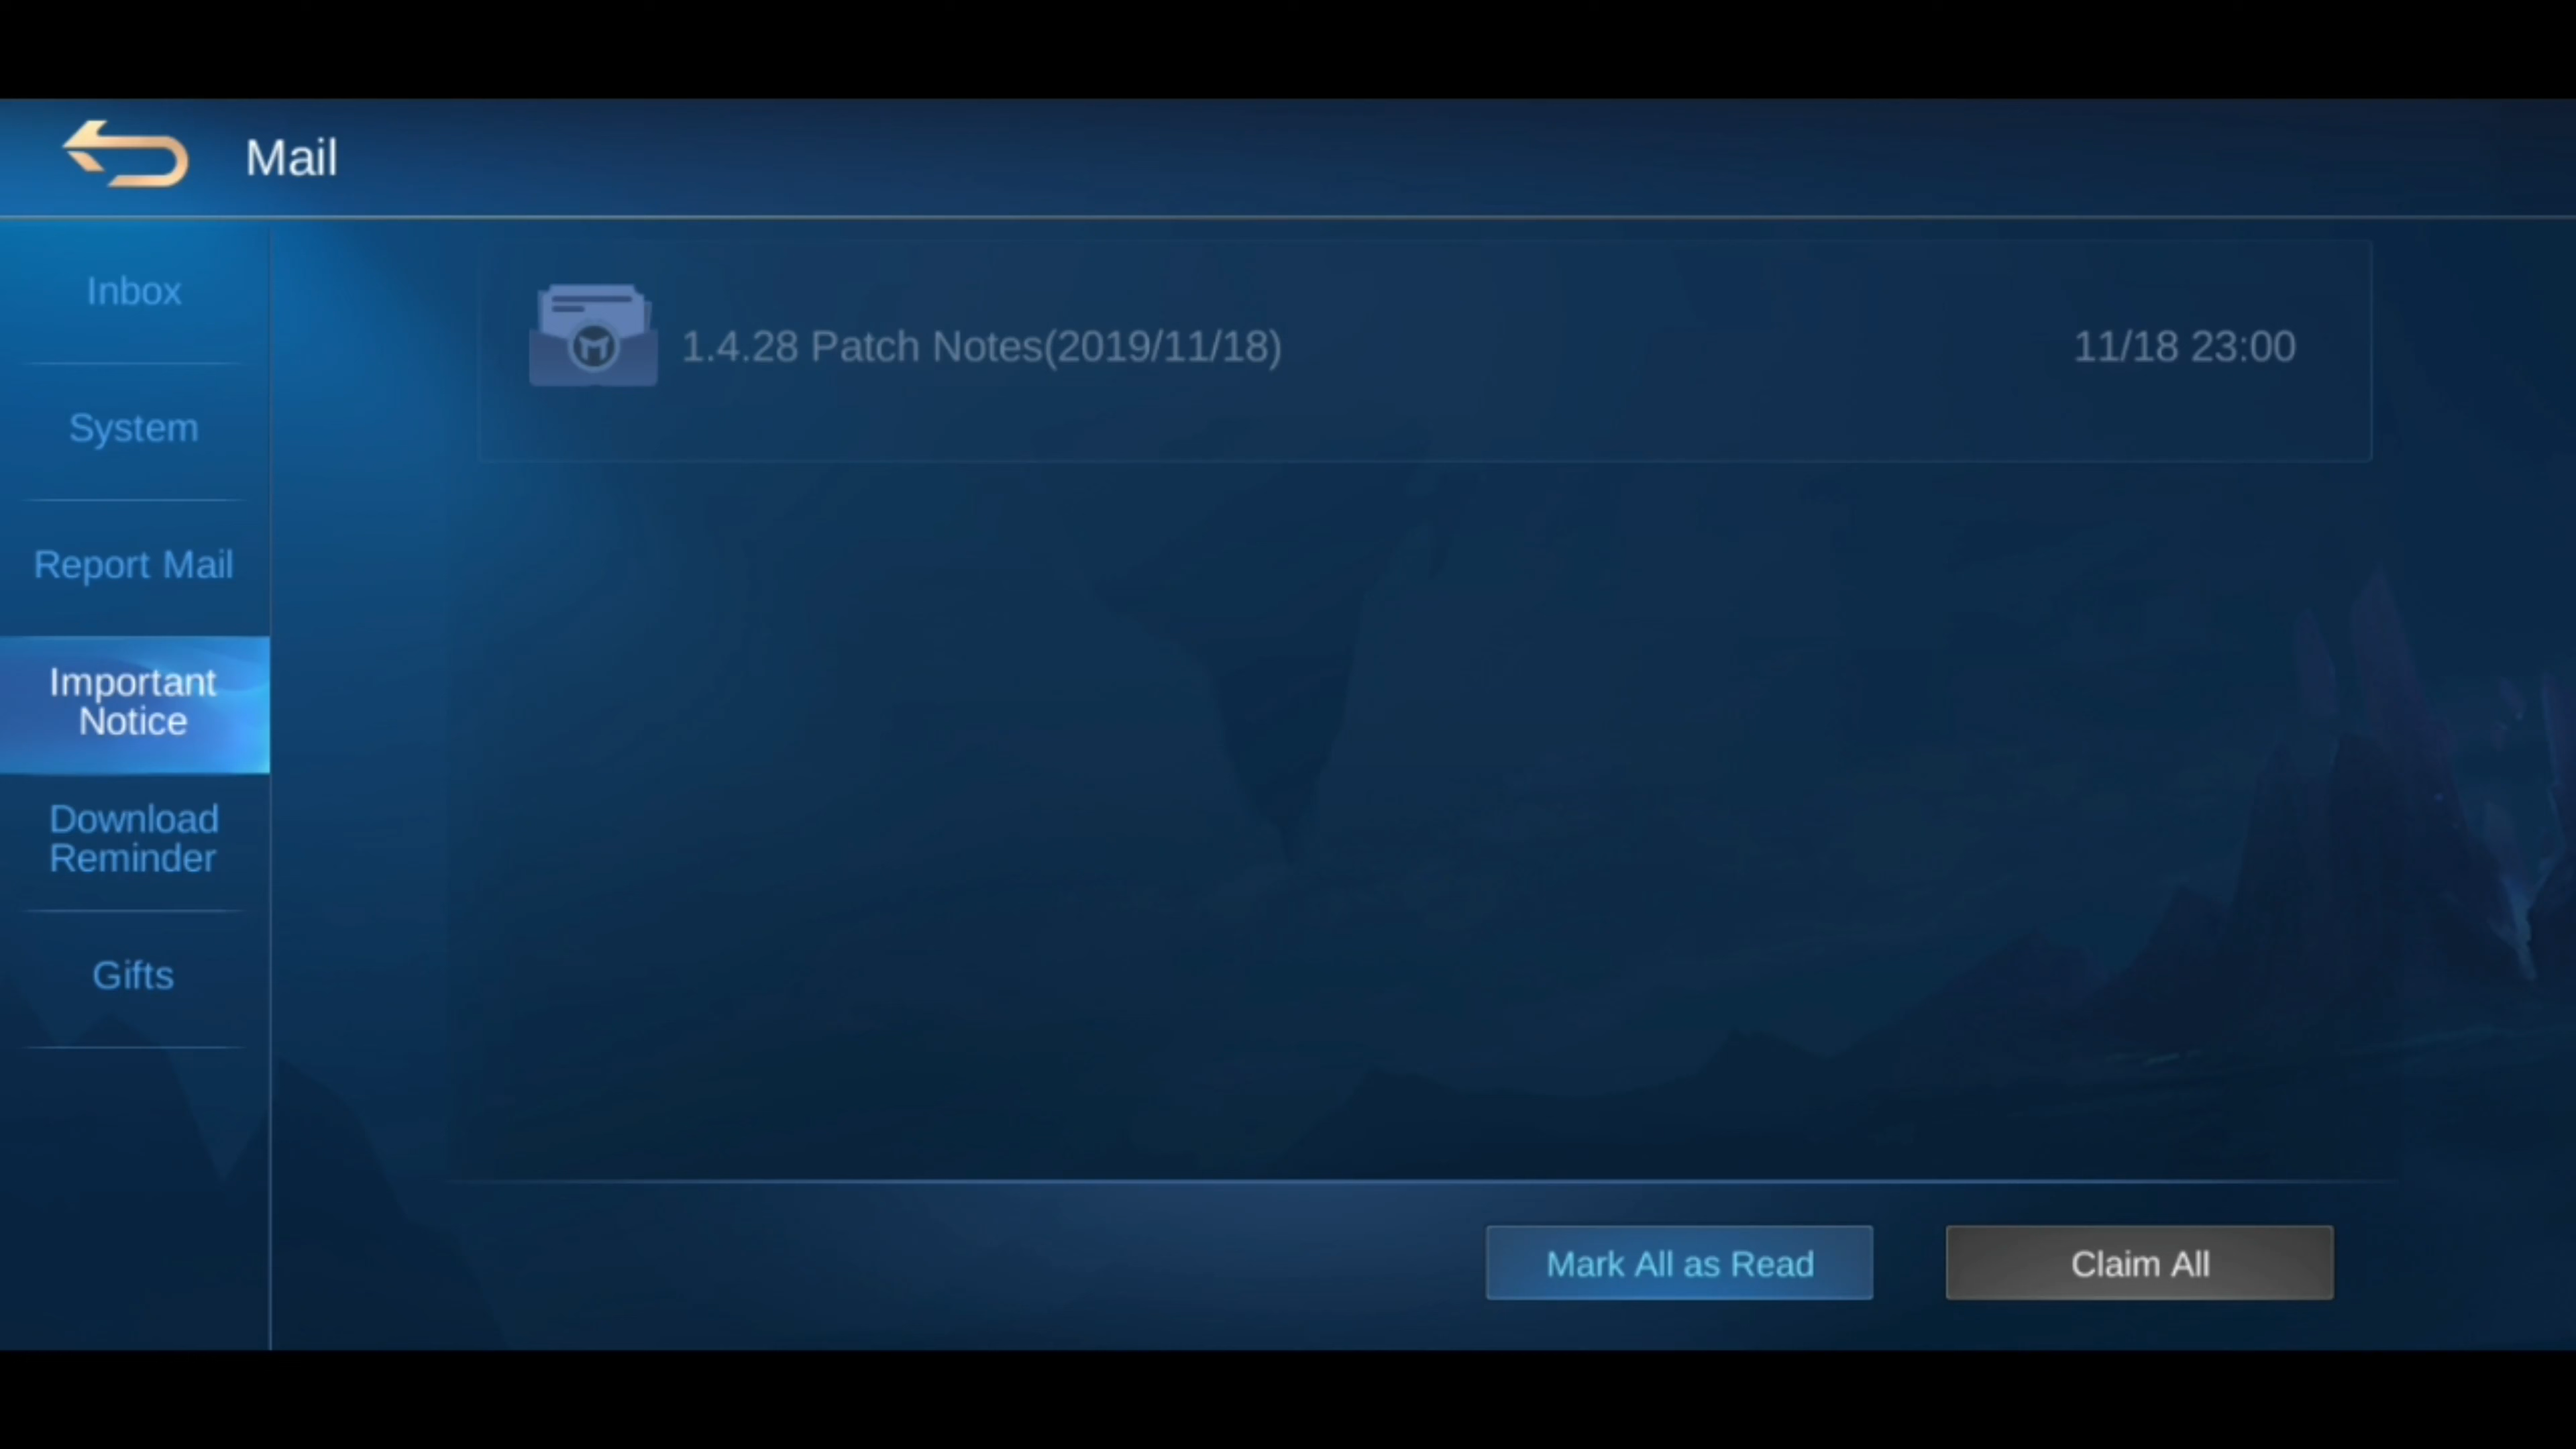 Mail
Inbox
System
Report Mail
Important
Notice
Download
Reminder
Gifts
1.4.28 Patch Notes(2019/11/18)
11/18 23:00
Mark All as Read
Claim All